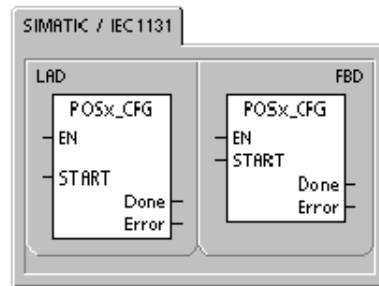 SIMATIC / IEC1131
LAD
POSx_CFG
EN
START
Done
Error
FBD
POSx_CFG
EN
START
Done
Error